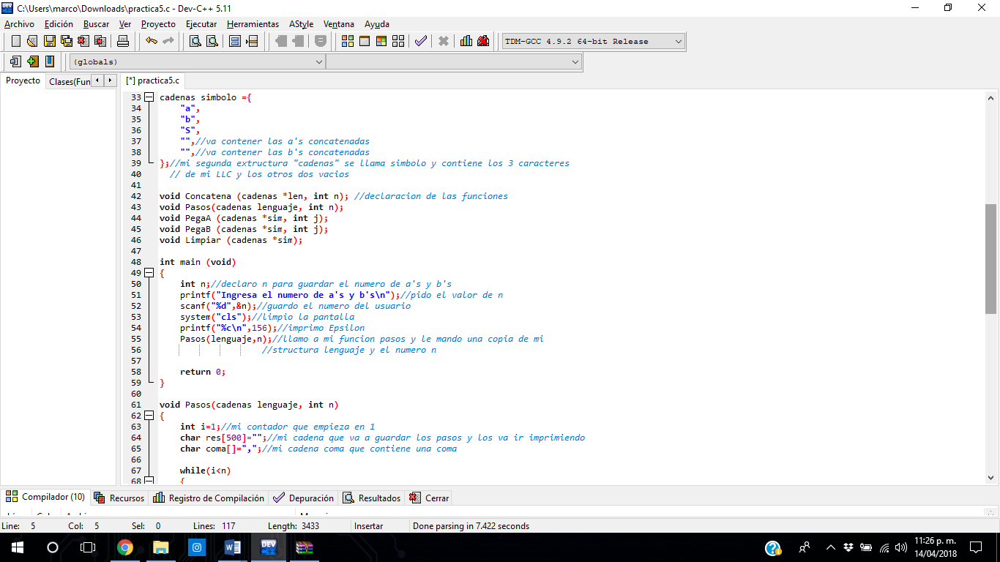 C:\Users\marco\Downloads\practica5.c - Dev-C++ 5.11
Archivo Edición Buscar Ver Proyecto Ejecutar Herramientas AStyle Ventana Ayuda
TDM-GCC 4.9.2 64-bit Release
(globals)
Proyecto Clases(Fun [*] practica5.c
33 cadenas simbolo ={
34 "a",
35 "b",
36 "S",
37 "",//va contener las a's concatenadas
38 "",//va contener las b's concatenadas
39 };//mi segunda extructura "cadenas" se llama simbolo y contiene los 3 caracteres
40 // de mi LLC y los otros dos vacios
41
42 void Concatena (cadenas *len, int n); //declaracion de las funciones
43 void Pasos(cadenas lenguaje, int n);
44 void PegaA (cadenas *sim, int j);
45 void PegaB (cadenas *sim, int j);
46 void Limpiar (cadenas *sim);
47
48 int main (void)
49 {
50 int n;//declaro n para guardar el numero de a's y b's
51 printf("Ingresa el numero de a's y b's\n");//pido el valor de n
52 scanf("%d",&n);//guardo el numero del usuario
53 system("cls");//limpio la pantalla
54 printf("%c\n",156);//imprimo Epsilon
55 Pasos(lenguaje,n);//llamo a mi funcion pasos y le mando una copia de mi
56 //structura lenguaje y el numero n
57
58 return 0;
59 }
60
61 void Pasos(cadenas lenguaje, int n)
62 {
63 int i=1;//mi contador que empieza en 1
64 char res[500]="";//mi cadena que va a guardar los pasos y los va ir imprimiendo
65 char coma[]=",";//mi cadena coma que contiene una coma
66
67 while(i<n)
68 {
Compilador (10) Recursos Registro de Compilación Depuración Resultados Cerrar
Line: 5 Col: 5 Sel: 0 Lines: 117 Length: 3433 Insertar Done parsing in 7.422 seconds
11:26 p. m.
14/04/2018